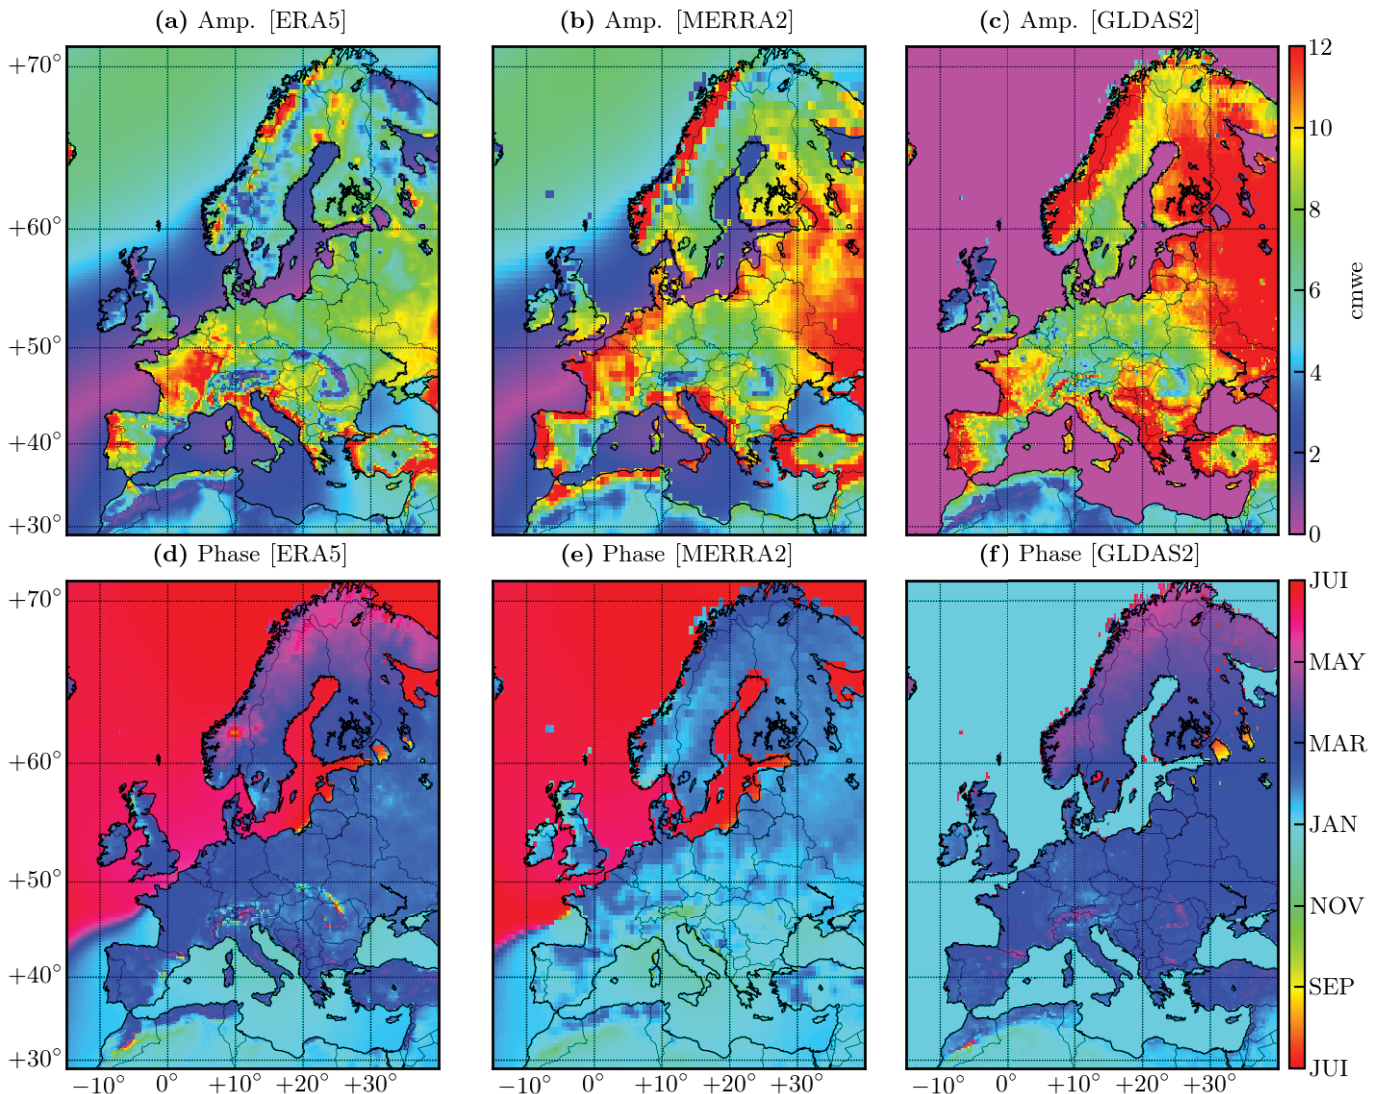 (a) Amp. [ERA5]
(b) Amp. [MERRA2]
(c) Amp. [GLDAS2]
+70°
+60°
+50°
+40°
+30°
12
10
8
6
4
2
0
cmwe
(d) Phase [ERA5]
(e) Phase [MERRA2]
(f) Phase [GLDAS2]
+70°
+60°
+50°
+40°
+30°
JUI
MAY
MAR
JAN
NOV
SEP
JUI
−10° 0° +10° +20° +30°
−10° 0° +10° +20° +30°
−10° 0° +10° +20° +30°